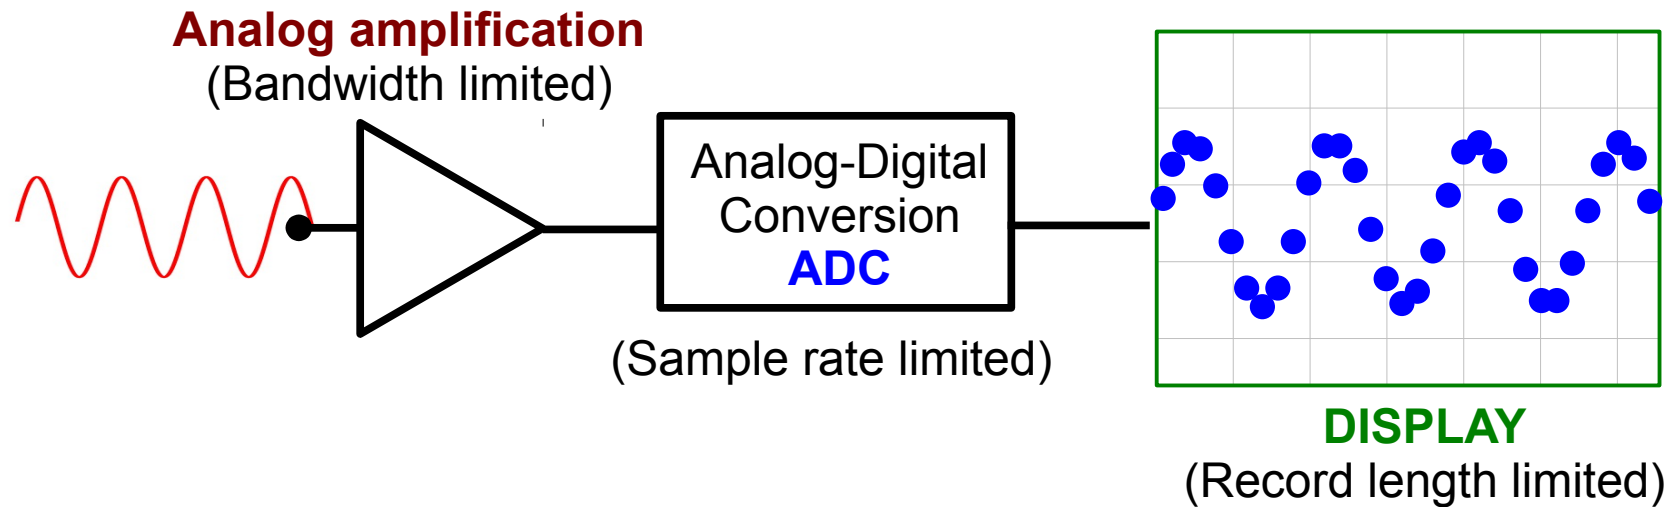 Analog amplification
(Bandwidth limited)
Analog-Digital
Conversion
ADC
(Sample rate limited)
DISPLAY
(Record length limited)